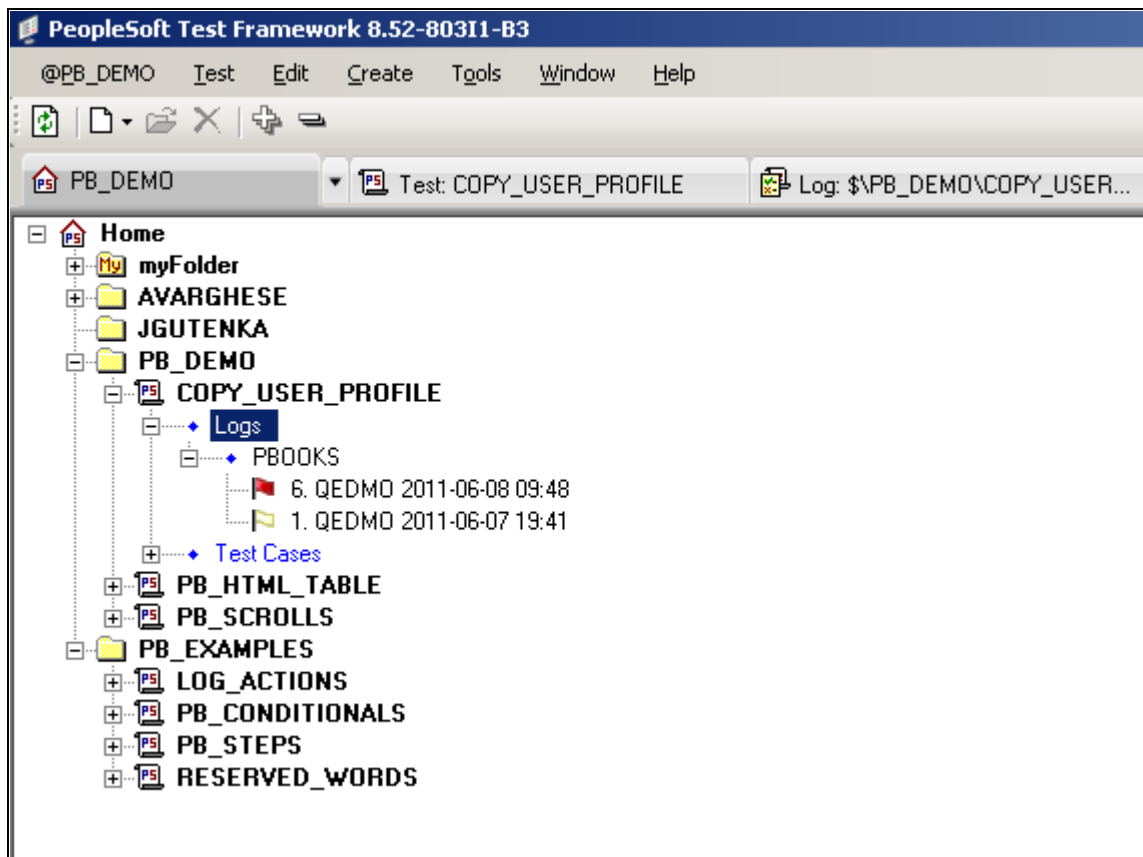 PeopleSoft Test Framework 8.52-803I1-B3
@PB_DEMO Test Edit Create Tools Window Help
PB_DEMO Test: COPY_USER_PROFILE Log: $\PB_DEMO\COPY_USER...
Home
myFolder
AVARGHESE
JGUTENKA
PB_DEMO
COPY_USER_PROFILE
Logs
PBOOKS
6. QEDMO 2011-06-08 09:48
1. QEDMO 2011-06-07 19:41
Test Cases
PB_HTML_TABLE
PB_SCROLLS
PB_EXAMPLES
LOG_ACTIONS
PB_CONDITIONALS
PB_STEPS
RESERVED_WORDS